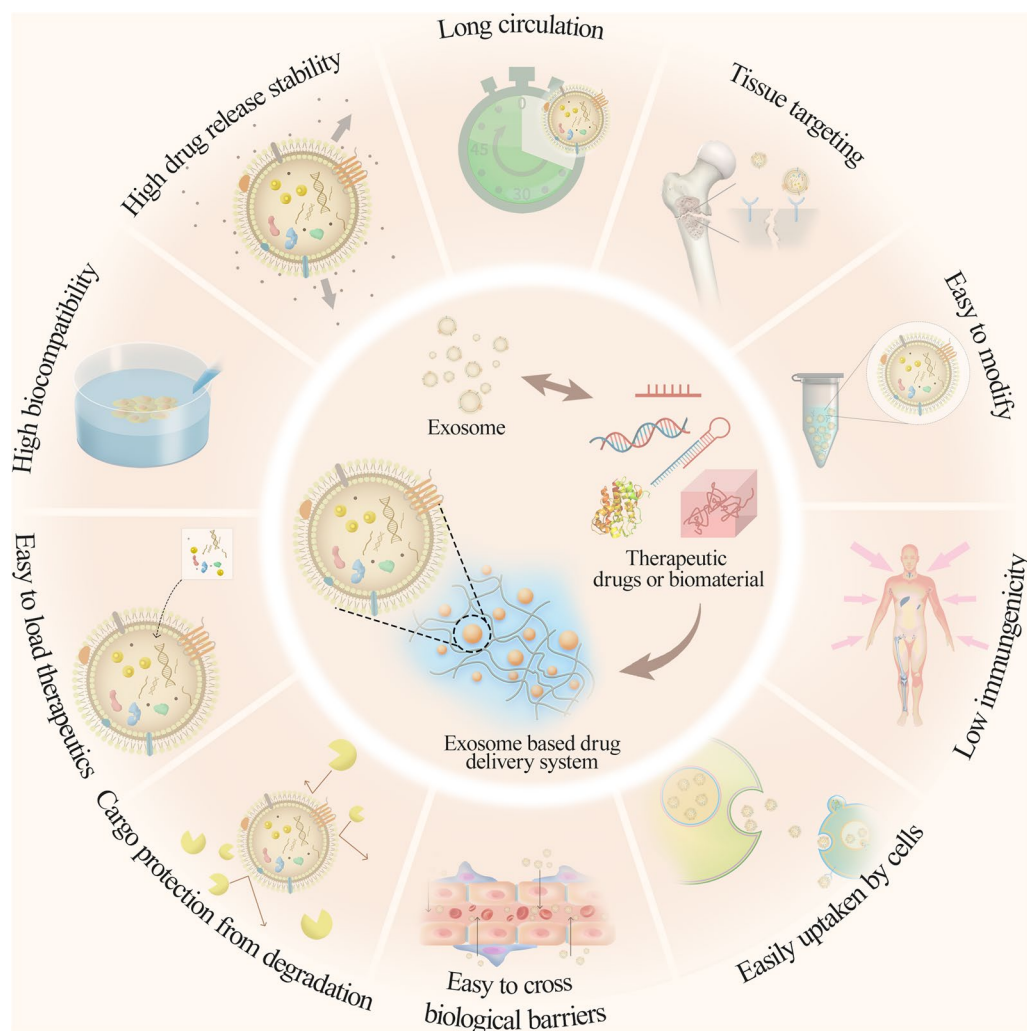 Long circulation
Tissue targeting
Easy to modify
Low immungenicity
Easily uptaken by cells
Easy to cross
biological barriers
Cargo protection from degradation
Easy to load therapeutics
High biocompatibility
High drug release stability
0
45
30
Exosome
Therapeutic
drugs or biomaterial
Exosome based drug
delivery system